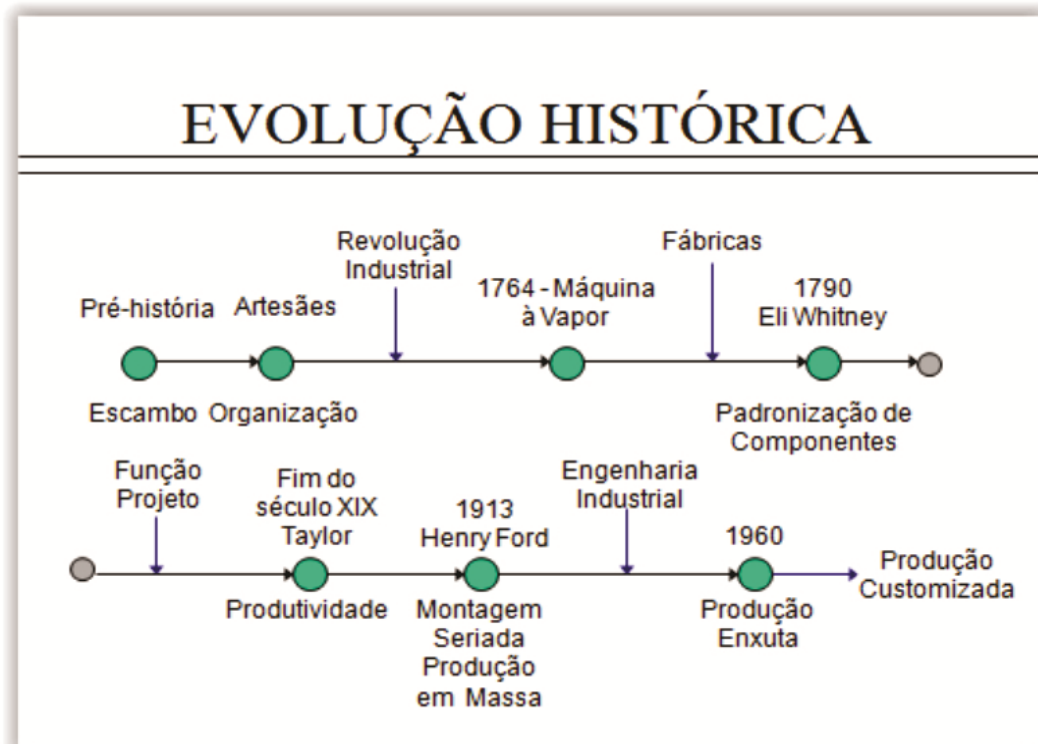 EVOLUÇÃO HISTÓRICA
Revolução
Industrial
Fábricas
Pré-história
Artesães
1764 - Máquina
à Vapor
1790
Eli Whitney
Escambo
Organização
Padronização de
Componentes
Função
Projeto
Fim do
século XIX
Taylor
1913
Henry Ford
Engenharia
Industrial
1960
Produção
Customizada
Produtividade
Montagem
Seriada
Produção
em Massa
Produção
Enxuta